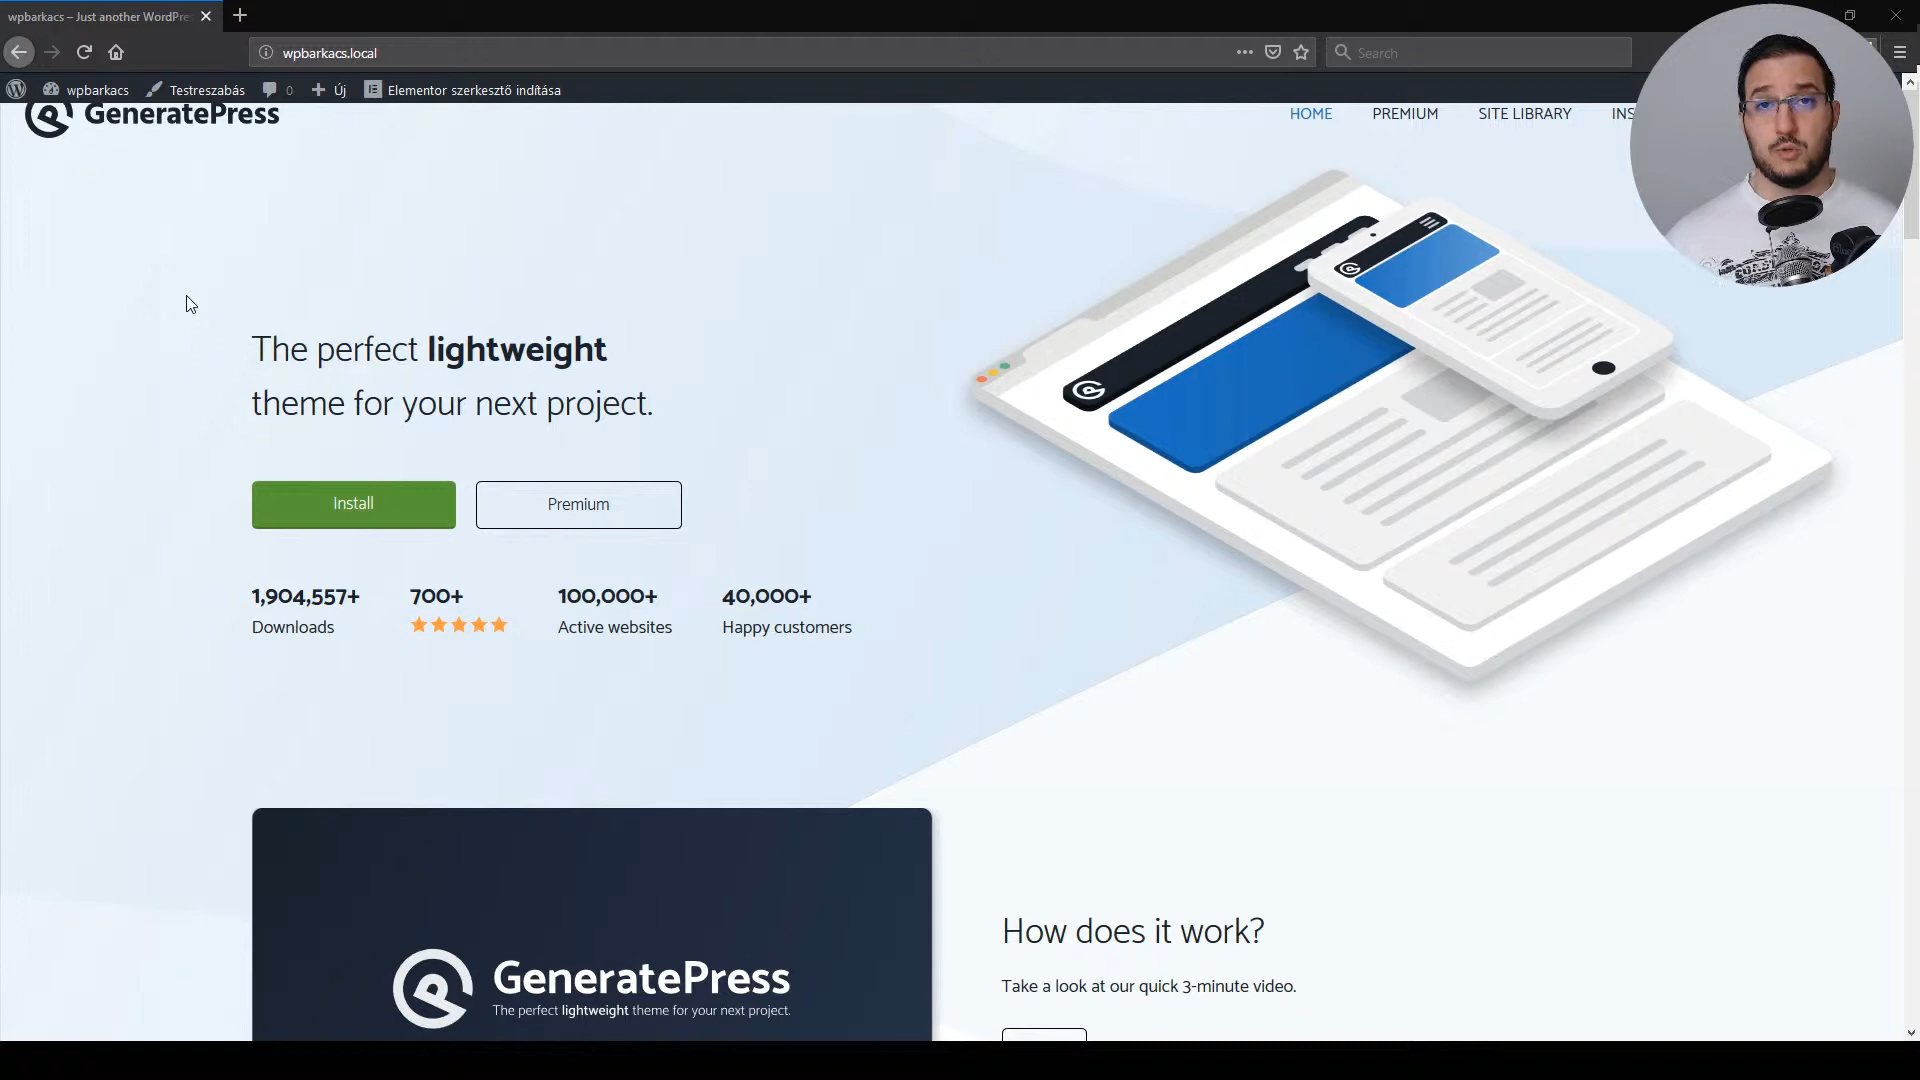 wpbarkacs – Just another WordPre
wpbarkacs.local
Search
wpbarkacs
Testreszabás
0
Új
Elementor szerkesztő indítása
GeneratePress
HOME
PREMIUM
SITE LIBRARY
INS
The perfect lightweight
theme for your next project.
Install
Premium
1,904,557+
700+
100,000+
40,000+
Downloads
Active websites
Happy customers
How does it work?
GeneratePress
Take a look at our quick 3-minute video.
The perfect lightweight theme for your next project.